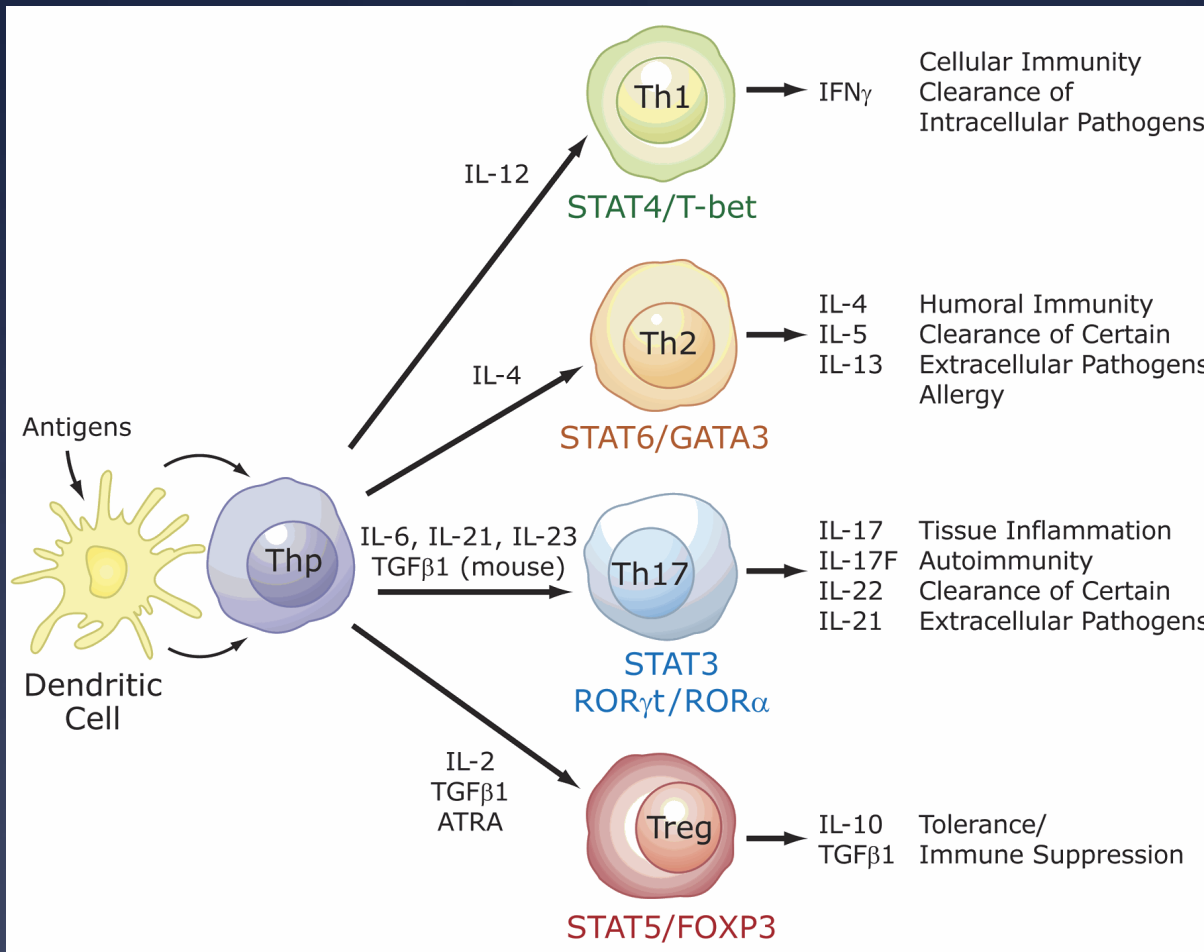 Antigens
Dendritic
Cell
Thp
IL-12
Th1
STAT4/T-bet
IFNγ
Cellular Immunity
Clearance of
Intracellular Pathogens
IL-4
Th2
STAT6/GATA3
IL-4 Humoral Immunity
IL-5 Clearance of Certain
IL-13 Extracellular Pathogens
Allergy
IL-6, IL-21, IL-23
TGFβ1 (mouse)
Th17
STAT3
RORγt/RORα
IL-17 Tissue Inflammation
IL-17F Autoimmunity
IL-22 Clearance of Certain
IL-21 Extracellular Pathogens
IL-2
TGFβ1
ATRA
Treg
STAT5/FOXP3
IL-10 Tolerance/
TGFβ1 Immune Suppression